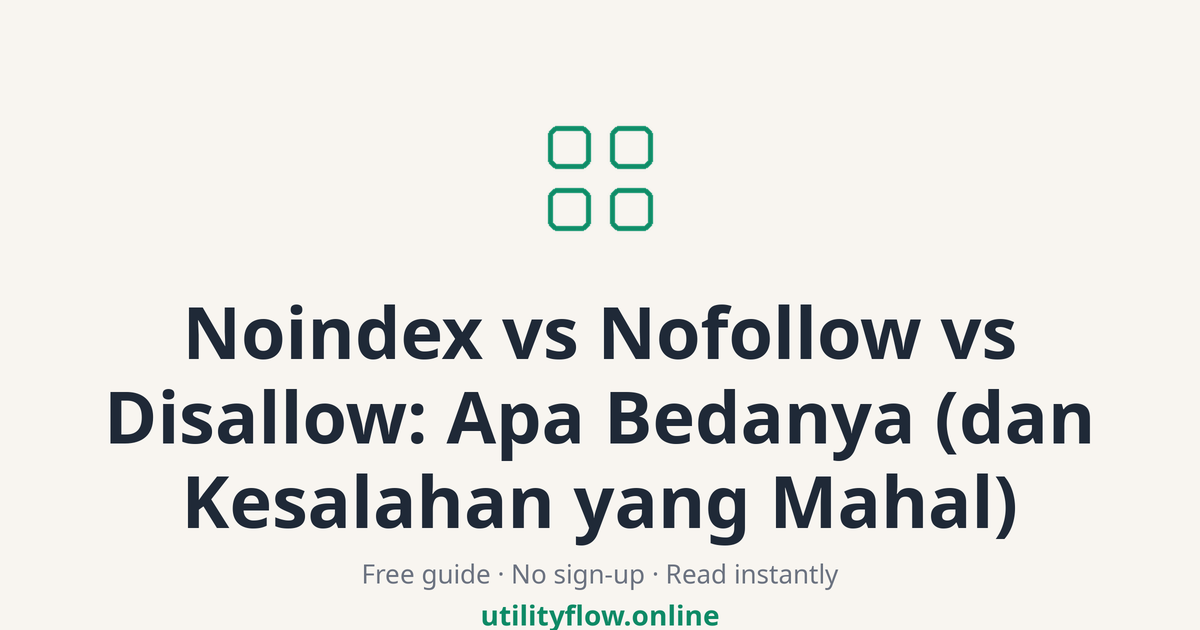 Noindex vs Nofollow vs
Disallow: Apa Bedanya (dan
Kesalahan yang Mahal)
Free guide · No sign-up · Read instantly
utilityflow.online